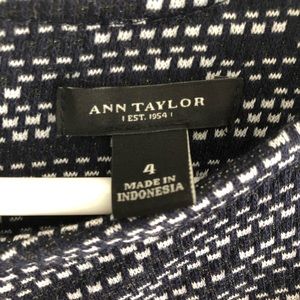 ANN TAYLOR
| EST. 1954 |
4
MADE IN
INDONESIA